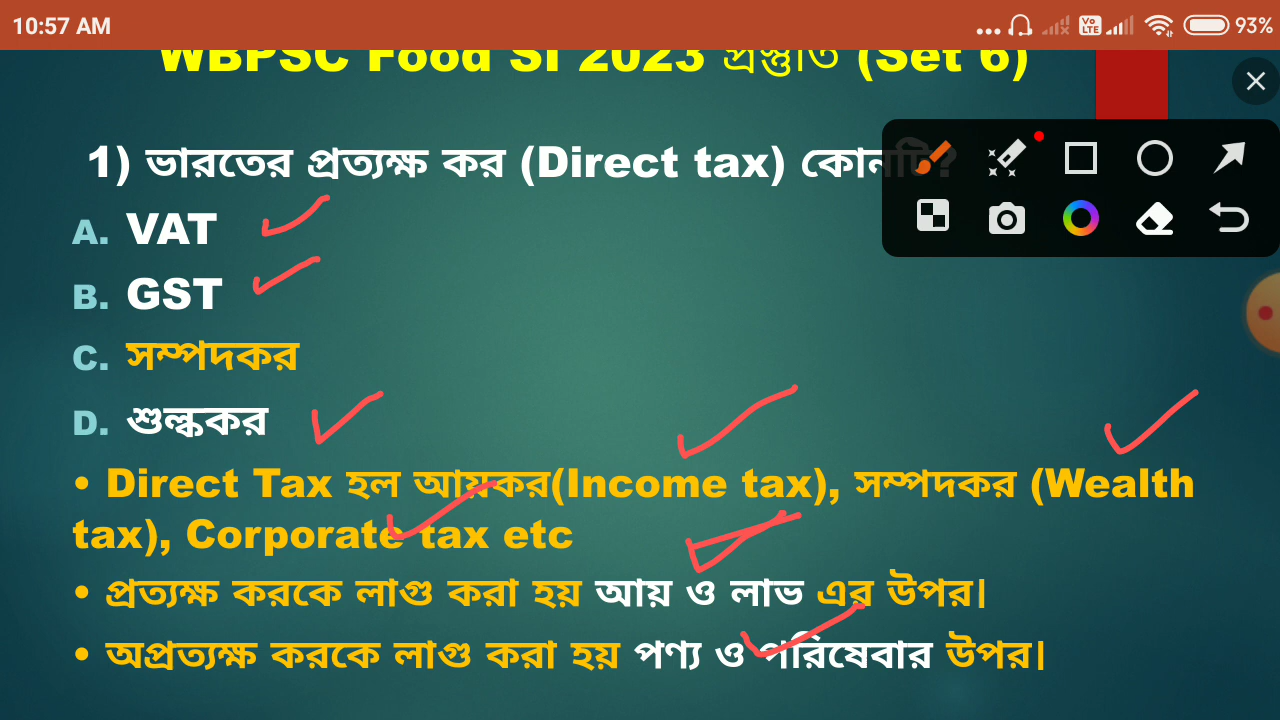 10:57 AM
Vo LTE
93%
WBPSC Food SI 2023 প্রস্তুতি (Set 6)
1) ভারতের প্রত্যক্ষ কর (Direct tax) কোনটি?
A. VAT
B. GST
C. সম্পদকর
D. শুল্ককর
• Direct Tax হল আয়কর(Income tax), সম্পদকর (Wealth
tax), Corporate tax etc
• প্রত্যক্ষ করকে লাগু করা হয় আয় ও লাভ এর উপর।
• অপ্রত্যক্ষ করকে লাগু করা হয় পণ্য ও পরিষেবার উপর।